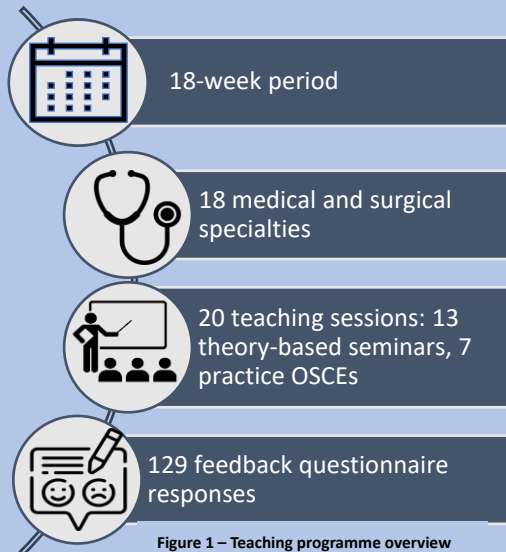 18-week period
18 medical and surgical
specialties
20 teaching sessions: 13
theory-based seminars, 7
practice OSCEs
129 feedback questionnaire
responses
Figure 1 – Teaching programme overview